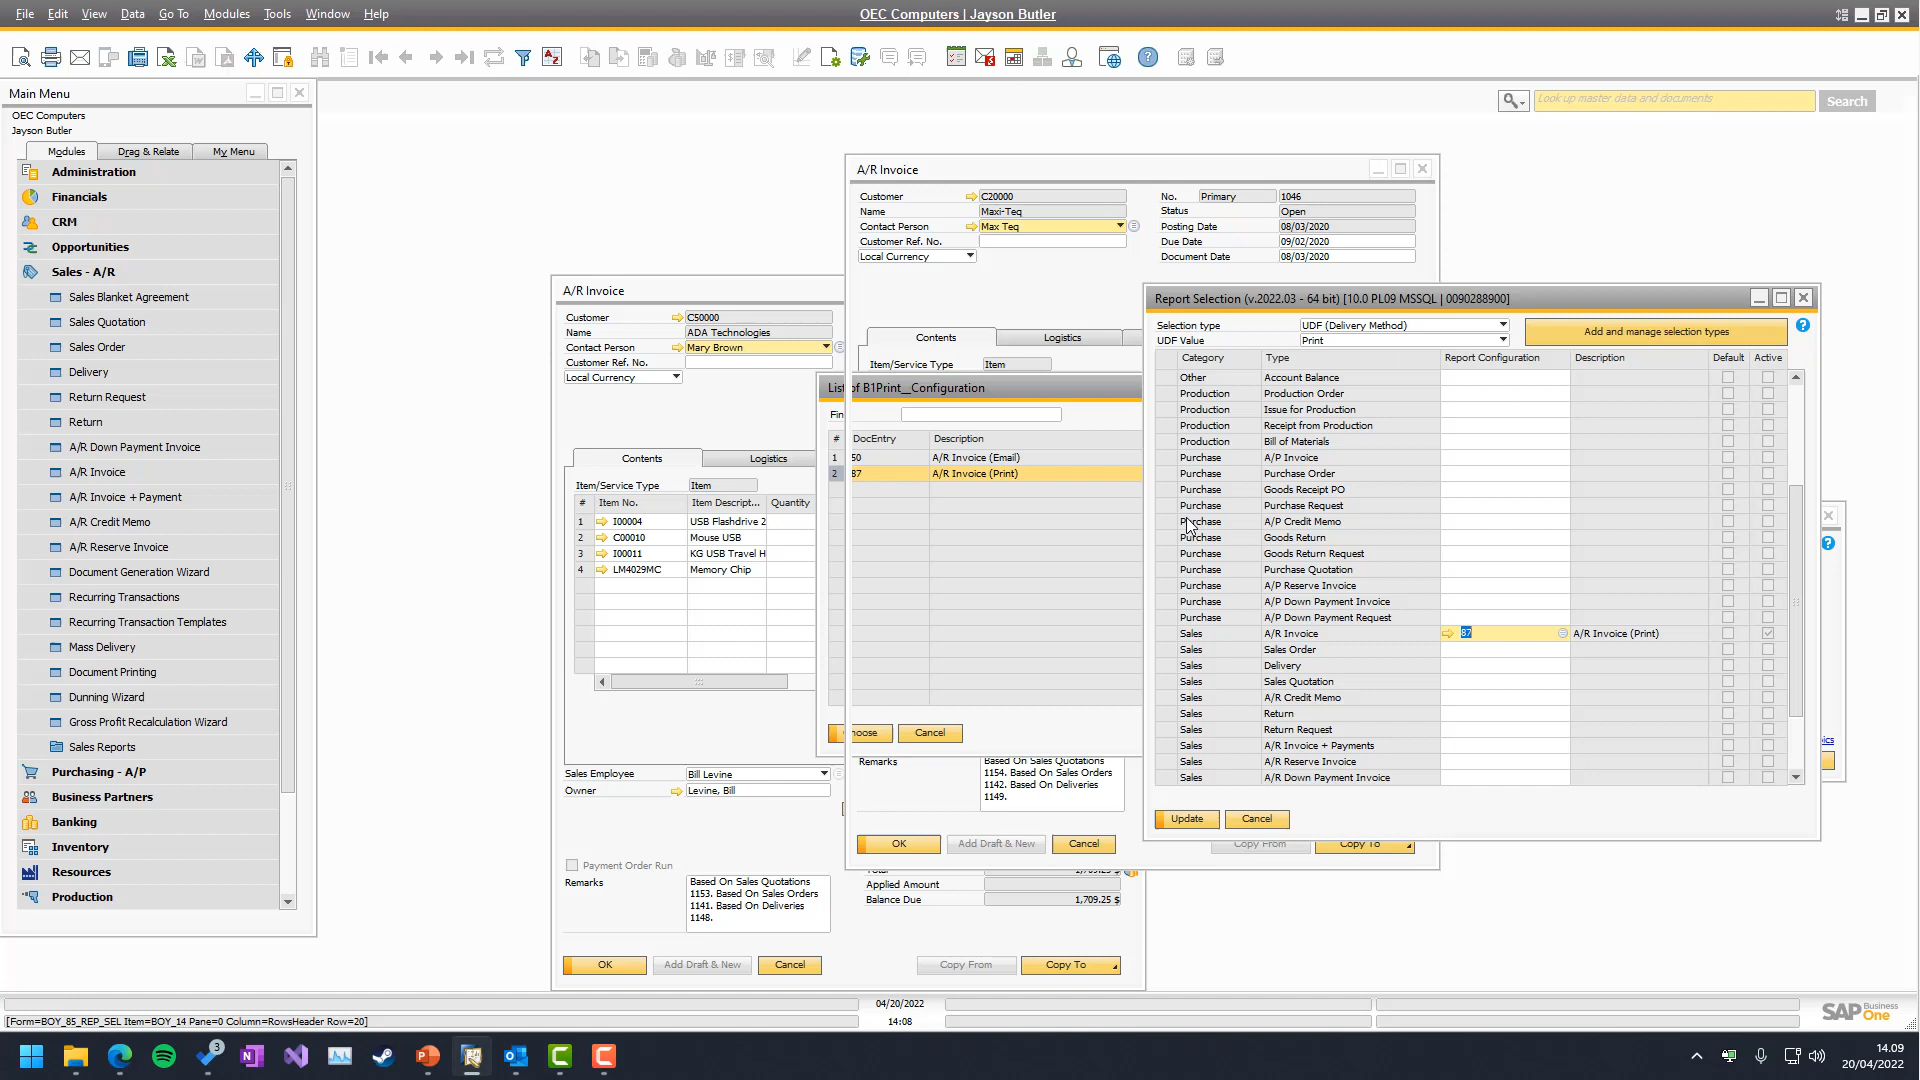 File Edit View Data Go To Modules Tools Window Help
OEC Computers | Jayson Butler
Look up master data and documents
Search
Main Menu
OEC Computers
Jayson Butler
Modules Drag & Relate My Menu
Administration
Financials
CRM
Opportunities
Sales - A/R
Sales Blanket Agreement
Sales Quotation
Sales Order
Delivery
Return Request
Return
A/R Down Payment Invoice
A/R Invoice
A/R Invoice + Payment
A/R Credit Memo
A/R Reserve Invoice
Document Generation Wizard
Recurring Transactions
Recurring Transaction Templates
Mass Delivery
Document Printing
Dunning Wizard
Gross Profit Recalculation Wizard
Sales Reports
Purchasing - A/P
Business Partners
Banking
Inventory
Resources
Production
A/R Invoice
Customer C50000
Name ADA Technologies
Contact Person Mary Brown
Customer Ref. No.
Local Currency
Contents Logistics
Item/Service Type Item
# Item No. Item Descript... Quantity
1 I00004 USB Flashdrive 2
2 C00010 Mouse USB
3 I00011 KG USB Travel H
4 LM4029MC Memory Chip
Sales Employee Bill Levine
Owner Levine, Bill
Payment Order Run
Remarks Based On Sales Quotations
1153. Based On Sales Orders
1141. Based On Deliveries
1148.
Applied Amount
Balance Due 1,709.25 $
OK Add Draft & New Cancel Copy From Copy To
A/R Invoice
Customer C20000
Name Maxi-Teq
Contact Person Max Teq
Customer Ref. No.
Local Currency
No. Primary 1046
Status Open
Posting Date 08/03/2020
Due Date 09/02/2020
Document Date 08/03/2020
Contents Logistics
Item/Service Type Item
Remarks Based On Sales Quotations
1154. Based On Sales Orders
1142. Based On Deliveries
1149.
OK Add Draft & New Cancel Copy From Copy To
List of B1Print__Configuration
Fin
# DocEntry Description
1 50 A/R Invoice (Email)
2 87 A/R Invoice (Print)
hoose Cancel
Report Selection (v.2022.03 - 64 bit) [10.0 PL09 MSSQL | 0090288900]
Selection type UDF (Delivery Method)
UDF Value Print
Add and manage selection types
Category Type Report Configuration Description Default Active
Other Account Balance
Production Production Order
Production Issue for Production
Production Receipt from Production
Production Bill of Materials
Purchase A/P Invoice
Purchase Purchase Order
Purchase Goods Receipt PO
Purchase Purchase Request
Purchase A/P Credit Memo
Purchase Goods Return
Purchase Goods Return Request
Purchase Purchase Quotation
Purchase A/P Reserve Invoice
Purchase A/P Down Payment Invoice
Purchase A/P Down Payment Request
Sales A/R Invoice 87 A/R Invoice (Print)
Sales Sales Order
Sales Delivery
Sales Sales Quotation
Sales A/R Credit Memo
Sales Return
Sales Return Request
Sales A/R Invoice + Payments
Sales A/R Reserve Invoice
Sales A/R Down Payment Invoice
Update Cancel
04/20/2022
14:08
[Form=BOY_85_REP_SEL Item=BOY_14 Pane=0 Column=RowsHeader Row=20]
SAP Business One
3
14.09
20/04/2022